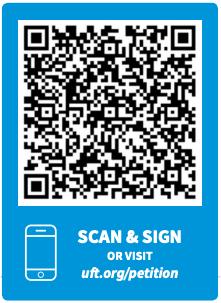 SCAN & SIGN
OR VISIT
uft.org/petition